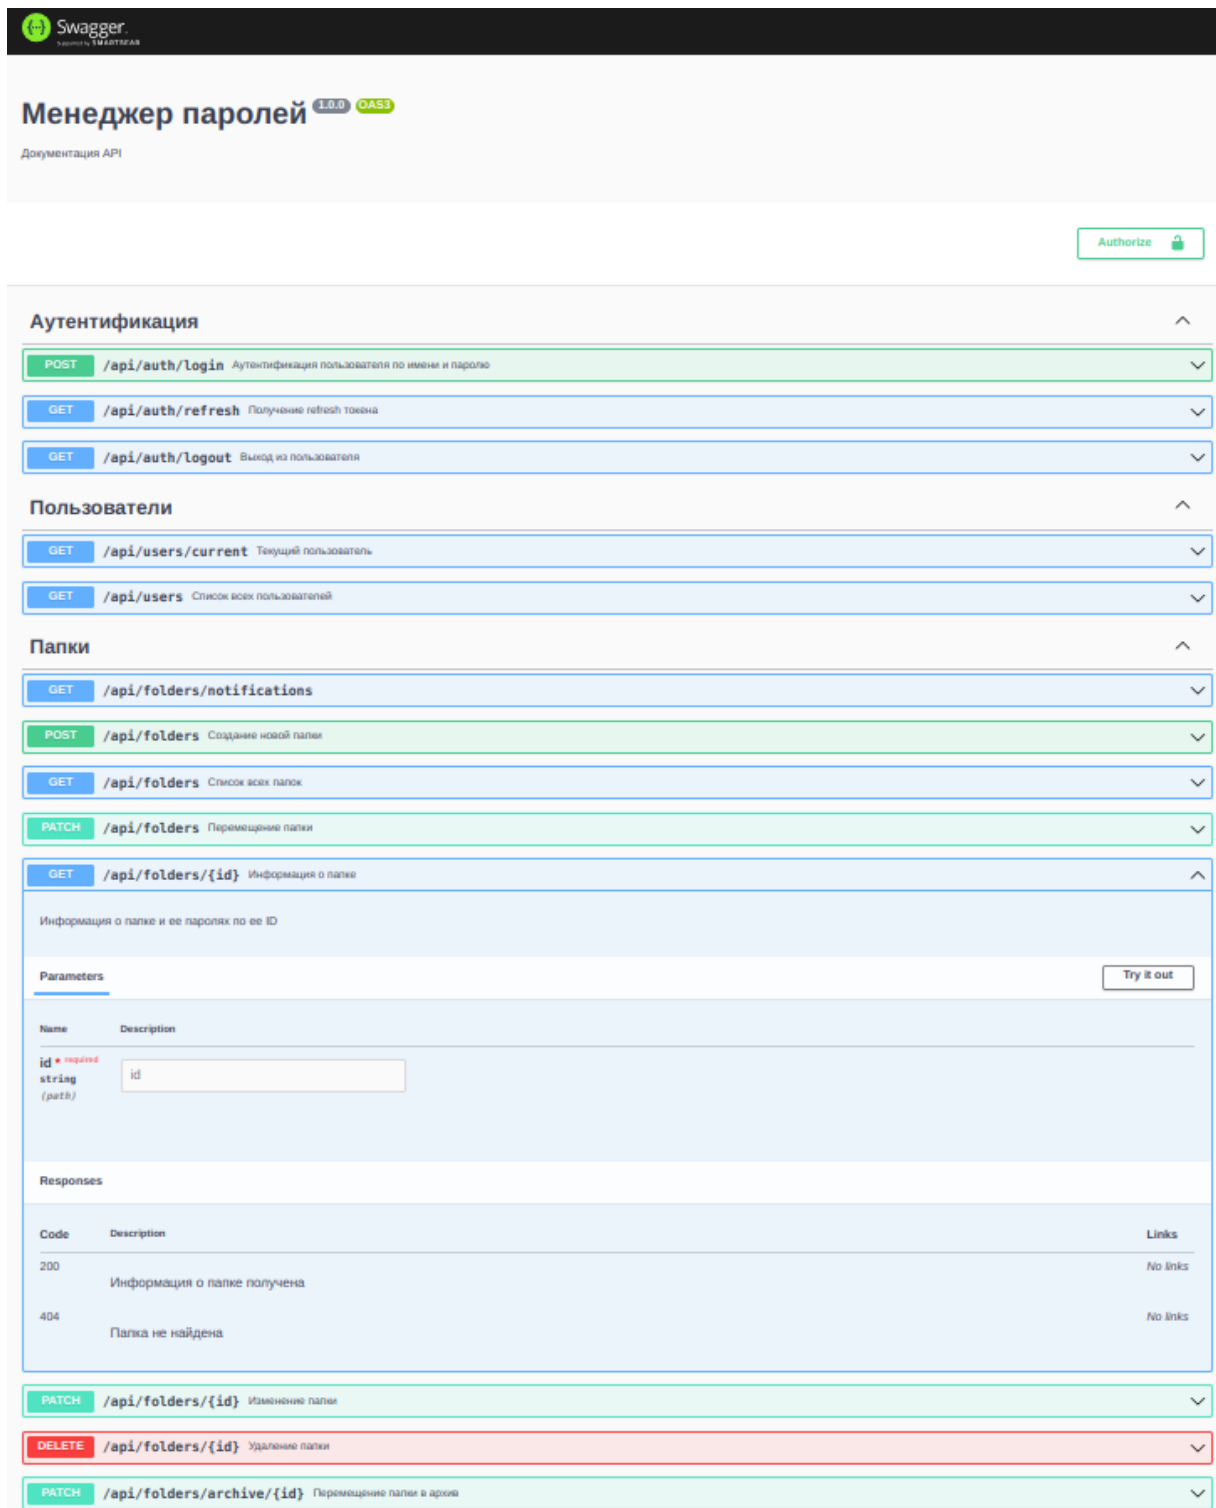 Swagger.
Supported by SMARTBEAR
Менеджер паролей 1.0.0 OAS3
Документация API
Authorize
Аутентификация
POST /api/auth/login Аутентификация пользователя по имени и паролю
GET /api/auth/refresh Получение refresh токена
GET /api/auth/logout Выход из пользователя
Пользователи
GET /api/users/current Текущий пользователь
GET /api/users Список всех пользователей
Папки
GET /api/folders/notifications
POST /api/folders Создание новой папки
GET /api/folders Список всех папок
PATCH /api/folders Перемещение папки
GET /api/folders/{id} Информация о папке
Информация о папке и ее паролях по ее ID
Parameters Try it out
Name Description
id * required
string
(path)
id
Responses
Code Description Links
200 No links
Информация о папке получена
404 No links
Папка не найдена
PATCH /api/folders/{id} Изменение папки
DELETE /api/folders/{id} Удаление папки
PATCH /api/folders/archive/{id} Перемещение папки в архив